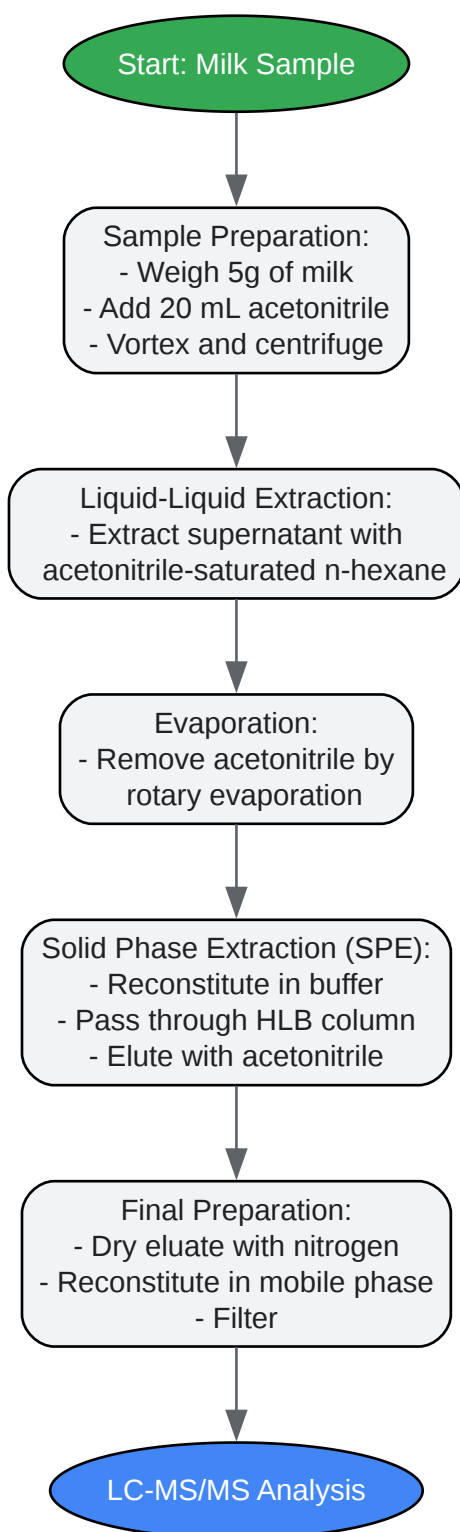 Start: Milk Sample
Sample Preparation:
- Weigh 5g of milk
- Add 20 mL acetonitrile
- Vortex and centrifuge
Liquid-Liquid Extraction:
- Extract supernatant with
acetonitrile-saturated n-hexane
Evaporation:
- Remove acetonitrile by
rotary evaporation
Solid Phase Extraction (SPE):
- Reconstitute in buffer
- Pass through HLB column
- Elute with acetonitrile
Final Preparation:
- Dry eluate with nitrogen
- Reconstitute in mobile phase
- Filter
LC-MS/MS Analysis